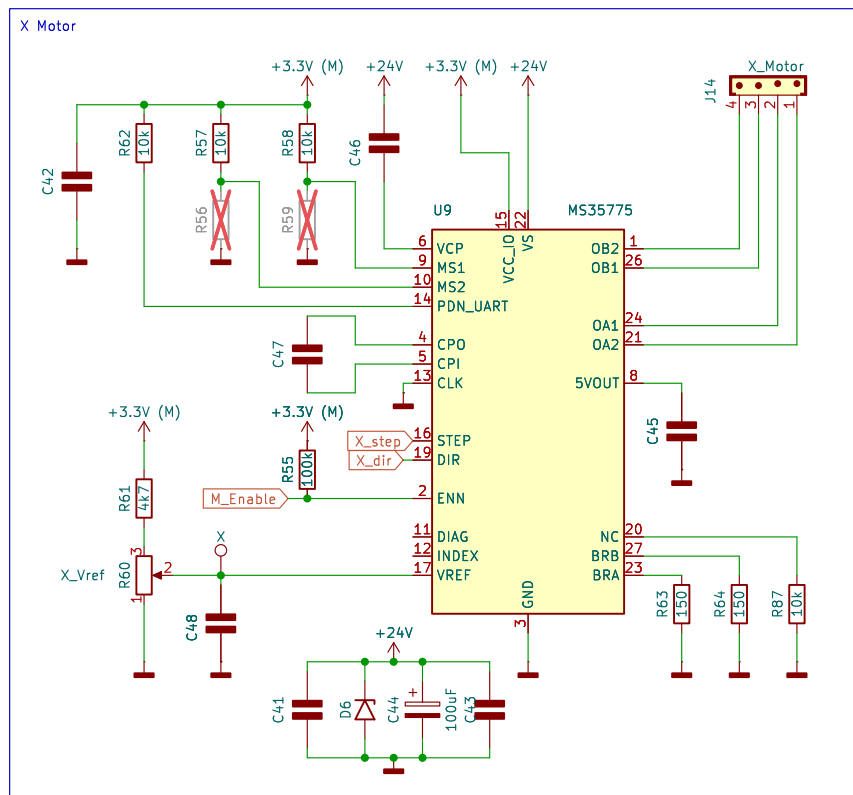 X Motor
+3.3V (M)
+24V
+3.3V (M)
+24V
X_Motor
J14
4
3
2
1
R62
10k
R57
10k
R58
10k
C46
C42
R56
R59
U9
MS35775
15
22
VCC_IO
VS
6
VCP
9
MS1
10
MS2
14
PDN_UART
4
CPO
5
CPI
13
CLK
16
STEP
19
DIR
2
ENN
11
DIAG
12
INDEX
17
VREF
OB2
1
OB1
26
OA1
24
OA2
21
5VOUT
8
NC
20
BRB
27
BRA
23
GND
3
C47
C45
+3.3V (M)
+3.3V (M)
X_step
X_dir
R55
100k
M_Enable
R61
4k7
X
X_Vref
R60
3
2
1
C48
R63
150
R64
150
R87
10k
+24V
C41
D6
C44
+
100uF
C43